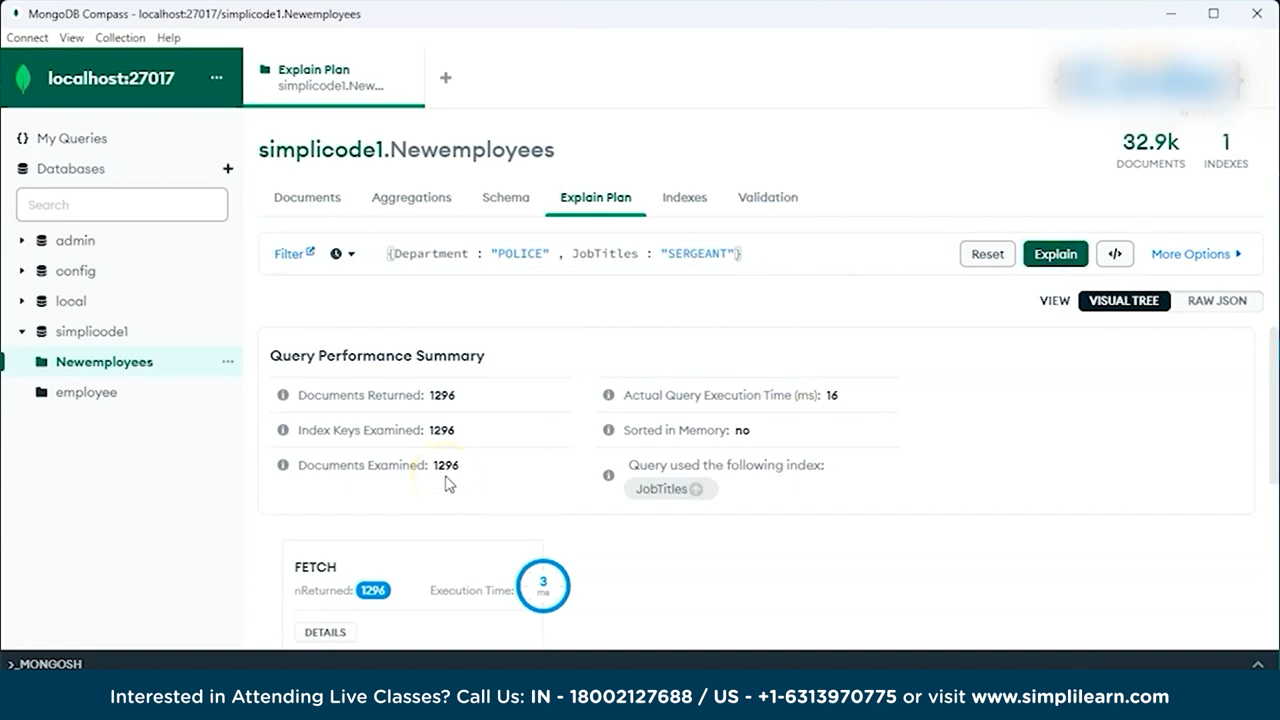 MongoDB Compass - localhost:27017/simplicode1.Newemployees
Connect View Collection Help
localhost:27017 ...
Explain Plan
simplicode1.New...
+
My Queries
Databases +
Search
admin
config
local
simplicode1
Newemployees ...
employee
simplicode1.Newemployees
32.9k DOCUMENTS
1 INDEXES
Documents Aggregations Schema Explain Plan Indexes Validation
Filter {Department : "POLICE" , JobTitles : "SERGEANT"} Reset Explain </> More Options
VIEW VISUAL TREE RAW JSON
Query Performance Summary
Documents Returned: 1296
Index Keys Examined: 1296
Documents Examined: 1296
Actual Query Execution Time (ms): 16
Sorted in Memory: no
Query used the following index:
JobTitles
FETCH
nReturned: 1296 Execution Time: 3 ms
DETAILS
>_MONGOSH
Interested in Attending Live Classes? Call Us: IN - 18002127688 / US - +1-6313970775 or visit www.simplilearn.com